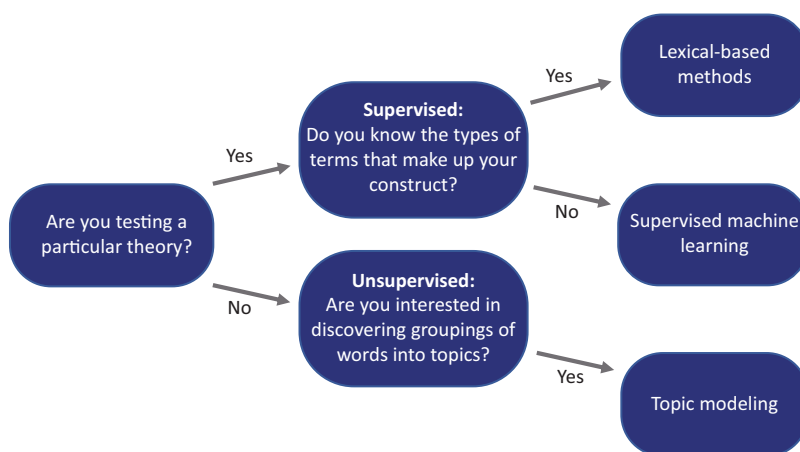 Are you testing a
particular theory?
Yes
No
Supervised:
Do you know the types of
terms that make up your
construct?
Unsupervised:
Are you interested in
discovering groupings of
words into topics?
Yes
No
Yes
Lexical-based
methods
Supervised machine
learning
Topic modeling